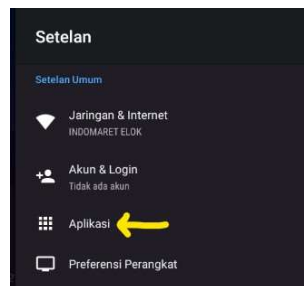 Setelan
Setelan Umum
Jaringan & Internet
INDOMARET ELOK
Akun & Login
Tidak ada akun
Aplikasi
Preferensi Perangkat